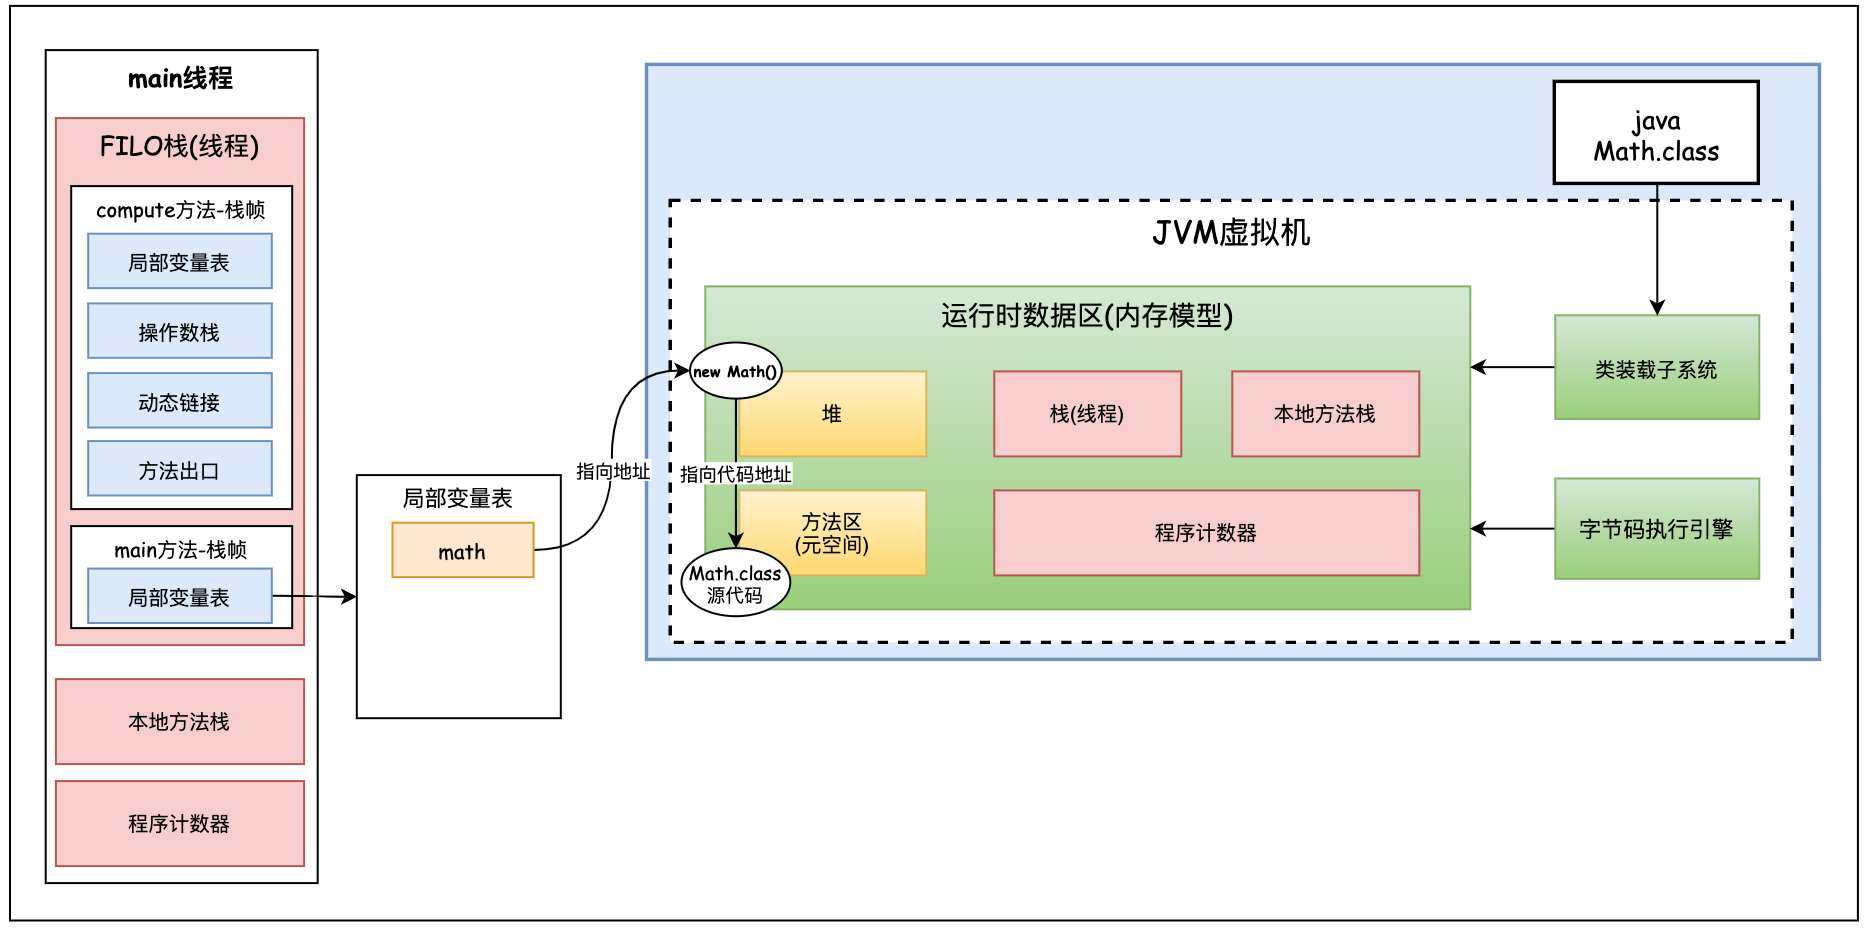 main线程
FILO栈(线程)
compute方法-栈帧
局部变量表
操作数栈
动态链接
方法出口
main方法-栈帧
局部变量表
本地方法栈
程序计数器
局部变量表
math
指向地址
java
Math.class
JVM虚拟机
运行时数据区(内存模型)
new Math()
堆
栈(线程)
本地方法栈
指向代码地址
方法区
(元空间)
程序计数器
Math.class
源代码
类装载子系统
字节码执行引擎